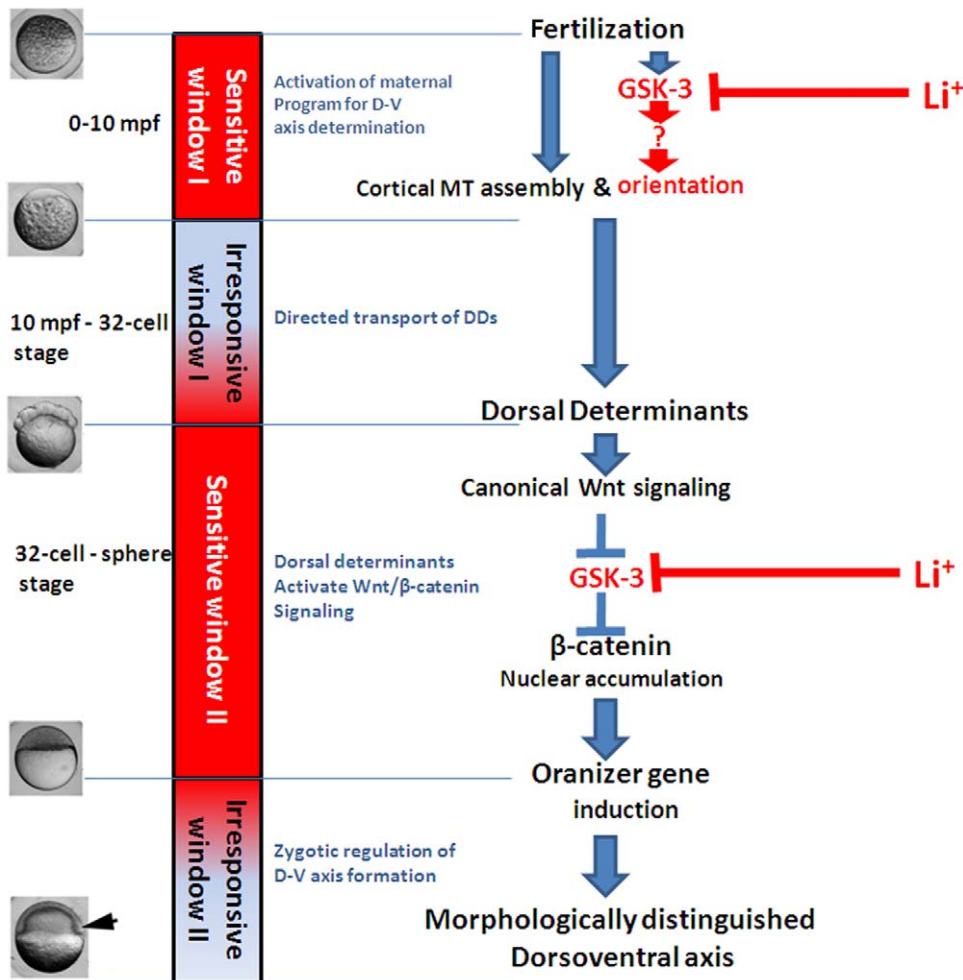 Fertilization
Sensitive
window I
Activation of maternal
Program for D-V
axis determination
GSK-3
Li⁺
0-10 mpf
?
Cortical MT assembly & orientation
Irresponsive
window I
10 mpf - 32-cell
stage
Directed transport of DDs
Dorsal Determinants
Canonical Wnt signaling
Sensitive window II
32-cell - sphere
stage
Dorsal determinants
Activate Wnt/β-catenin
Signaling
GSK-3
Li⁺
β-catenin
Nuclear accumulation
Oranizer gene
induction
Irresponsive
window II
Zygotic regulation of
D-V axis formation
Morphologically distinguished
Dorsoventral axis